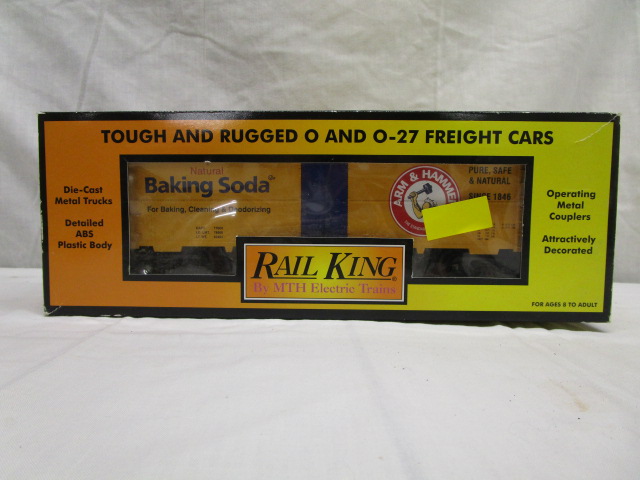 TOUGH AND RUGGED O AND O-27 FREIGHT CARS
Die-Cast
Metal Trucks
Detailed
ABS
Plastic Body
Natural
Baking Soda
For Baking, Cleaning & Deodorizing
ARM & HAMMER
PURE, SAFE
& NATURAL
SINCE 1846
Operating
Metal
Couplers
Attractively
Decorated
RAIL KING®
By MTH Electric Trains
FOR AGES 8 TO ADULT